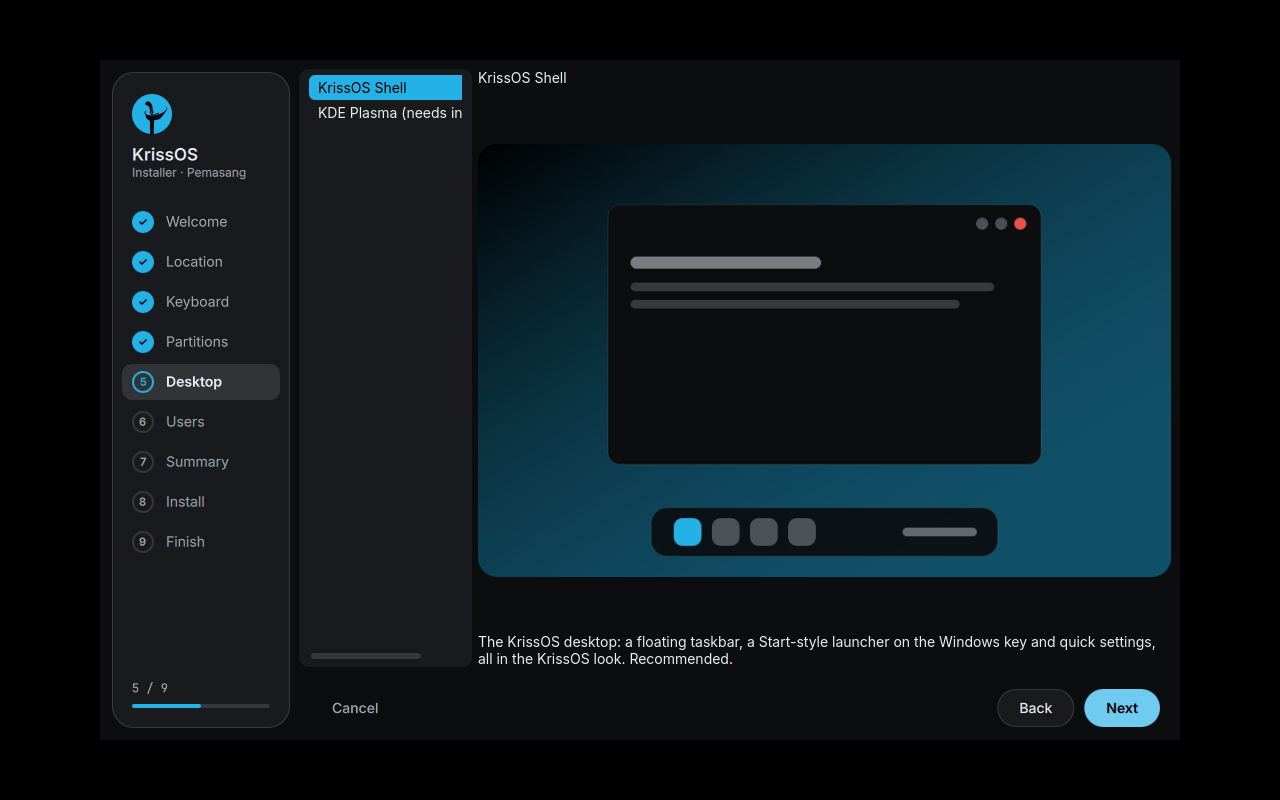 KrissOS
Installer · Pemasang
Welcome
Location
Keyboard
Partitions
5 Desktop
6 Users
7 Summary
8 Install
9 Finish
5 / 9
KrissOS Shell
KDE Plasma (needs in
KrissOS Shell
The KrissOS desktop: a floating taskbar, a Start-style launcher on the Windows key and quick settings,
all in the KrissOS look. Recommended.
Cancel
Back
Next